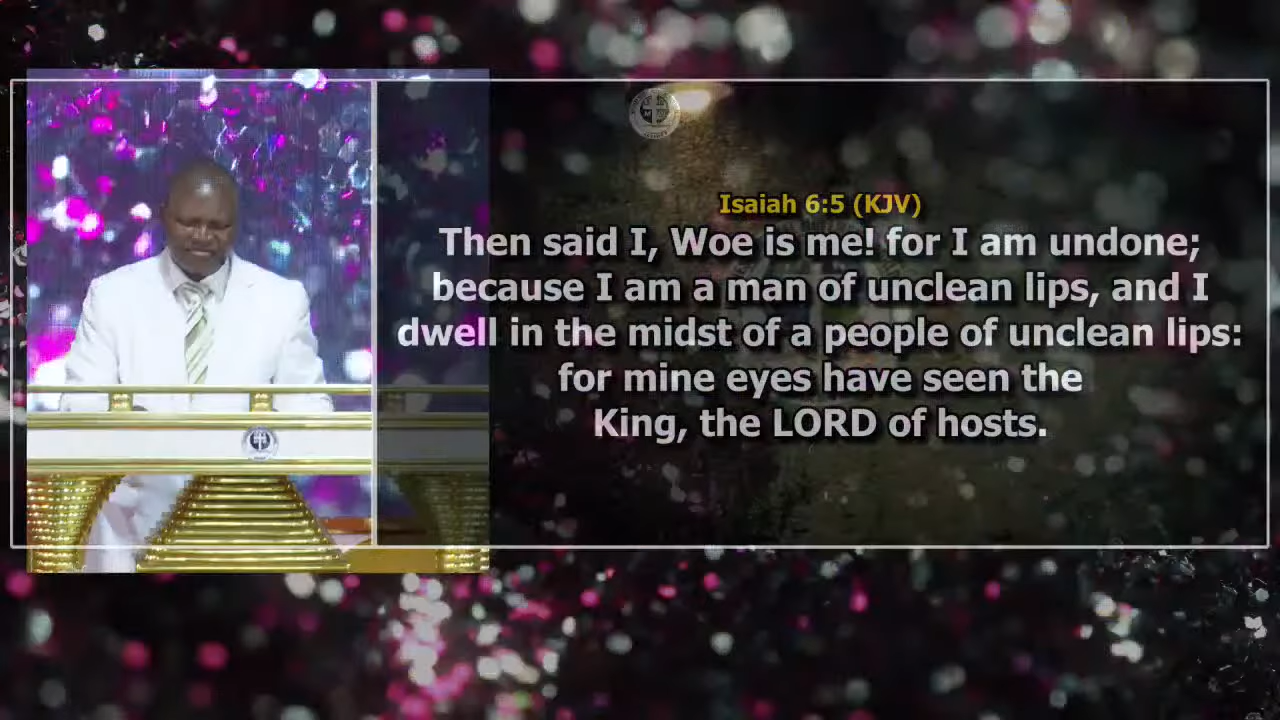 Isaiah 6:5 (KJV)
Then said I, Woe is me! for I am undone;
because I am a man of unclean lips, and I
dwell in the midst of a people of unclean lips:
for mine eyes have seen the
King, the LORD of hosts.